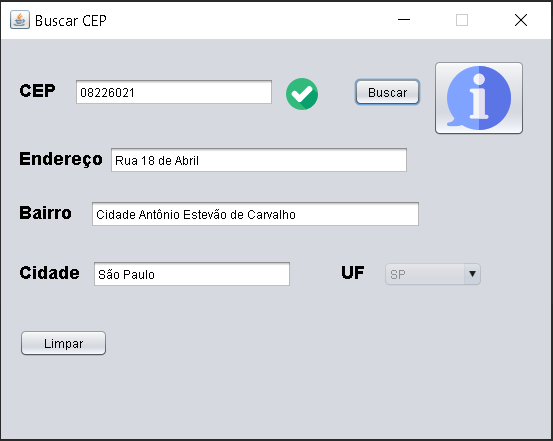 Buscar CEP
CEP 08226021 Buscar
Endereço Rua 18 de Abril
Bairro Cidade Antônio Estevão de Carvalho
Cidade São Paulo UF SP
Limpar